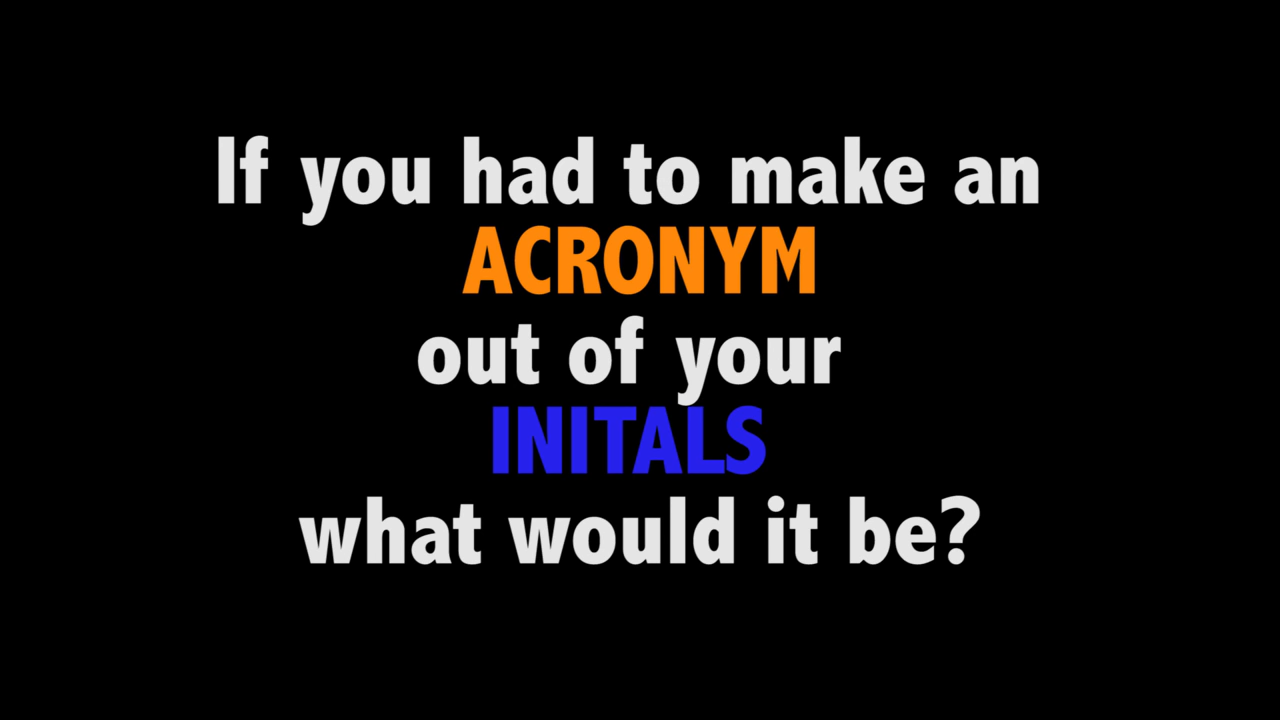 If you had to make an
ACRONYM
out of your
INITALS
what would it be?